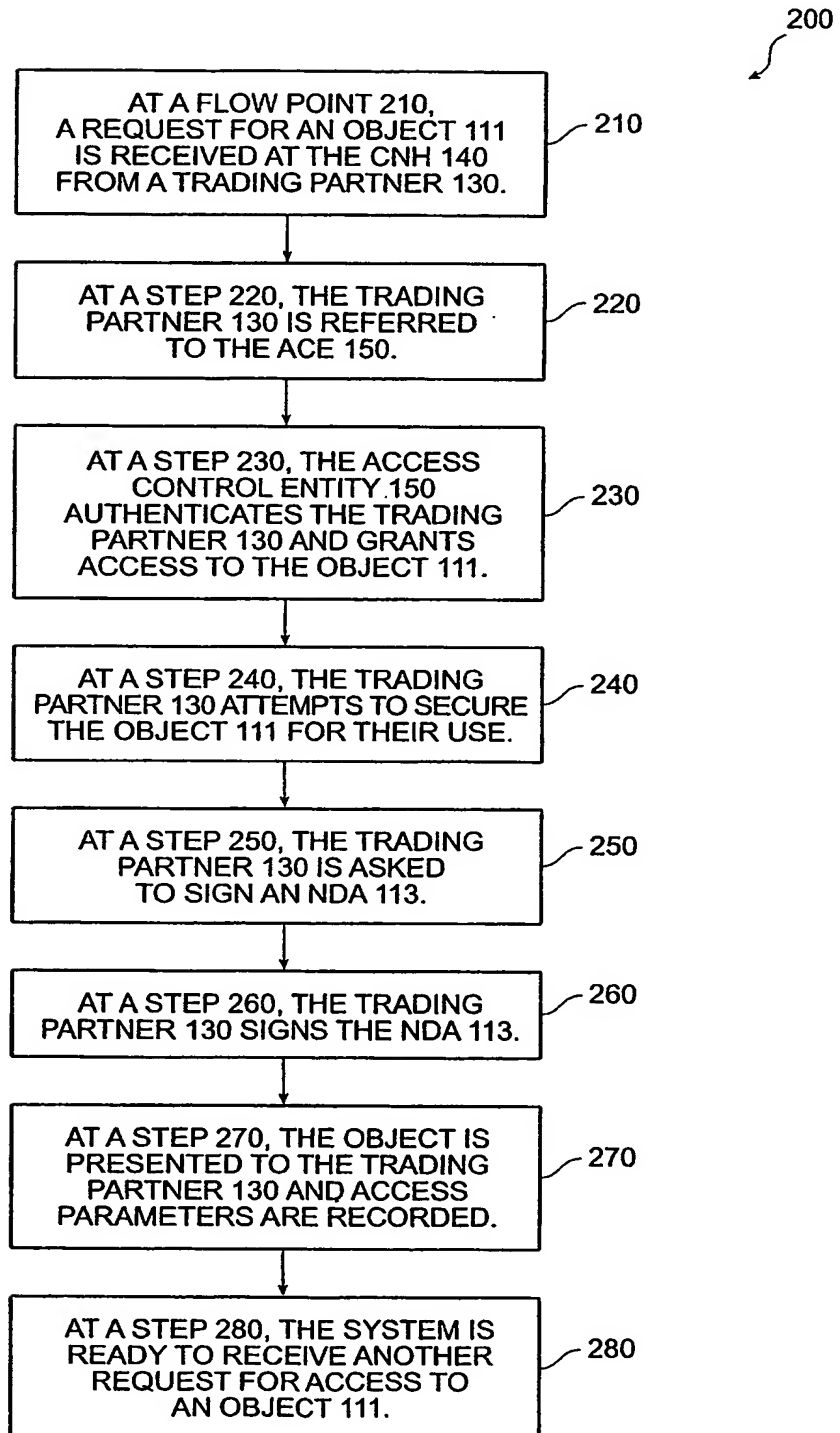 200
AT A FLOW POINT 210,
A REQUEST FOR AN OBJECT 111
IS RECEIVED AT THE CNH 140
FROM A TRADING PARTNER 130.
210
AT A STEP 220, THE TRADING
PARTNER 130 IS REFERRED
TO THE ACE 150.
220
AT A STEP 230, THE ACCESS
CONTROL ENTITY 150
AUTHENTICATES THE TRADING
PARTNER 130 AND GRANTS
ACCESS TO THE OBJECT 111.
230
AT A STEP 240, THE TRADING
PARTNER 130 ATTEMPTS TO SECURE
THE OBJECT 111 FOR THEIR USE.
240
AT A STEP 250, THE TRADING
PARTNER 130 IS ASKED
TO SIGN AN NDA 113.
250
AT A STEP 260, THE TRADING
PARTNER 130 SIGNS THE NDA 113.
260
AT A STEP 270, THE OBJECT IS
PRESENTED TO THE TRADING
PARTNER 130 AND ACCESS
PARAMETERS ARE RECORDED.
270
AT A STEP 280, THE SYSTEM IS
READY TO RECEIVE ANOTHER
REQUEST FOR ACCESS TO
AN OBJECT 111.
280